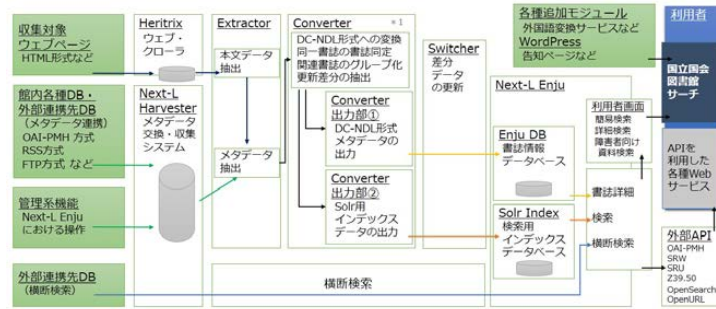 収集対象
ウェブページ
HTML形式など
館内各種DB・
外部連携先DB
（メタデータ連携）
OAI-PMH 方式
RSS方式
FTP方式 など
管理系機能
Next-L Enju
における操作
外部連携先DB
（横断検索）
Heritrix
ウェブ・
クローラ
Next-L
Harvester
メタデータ
交換・収集
システム
Extractor
本文データ
抽出
メタデータ
抽出
Converter
※1
DC-NDL形式への変換
同一書誌の書誌同定
関連書誌のグループ化
更新差分の抽出
Converter
出力部①
DC-NDL形式
メタデータの
出力
Converter
出力部②
Solr用
インデックス
データの出力
横断検索
Switcher
差分
データ
の更新
Next-L Enju
Enju DB
書誌情報
データベース
Solr Index
検索用
インデックス
データベース
各種追加モジュール
外国語変換サービスなど
WordPress
告知ページなど
利用者画面
簡易検索
詳細検索
障害者向け
資料検索
書誌詳細
検索
横断検索
利用者
国立国会
図書館
サーチ
APIを
利用した
各種Web
サービス
外部API
OAI-PMH
SRW
SRU
Z39.50
OpenSearch
OpenURL